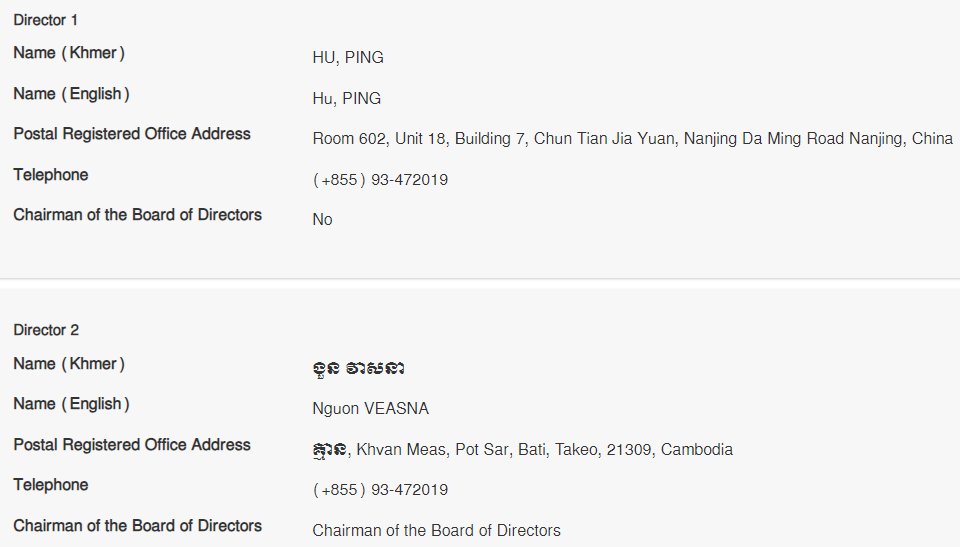 Director 1
Name ( Khmer ) HU, PING
Name ( English ) Hu, PING
Postal Registered Office Address Room 602, Unit 18, Building 7, Chun Tian Jia Yuan, Nanjing Da Ming Road Nanjing, China
Telephone ( +855 ) 93-472019
Chairman of the Board of Directors No
Director 2
Name ( Khmer ) ងួន វាសនា
Name ( English ) Nguon VEASNA
Postal Registered Office Address គ្មាន, Khvan Meas, Pot Sar, Bati, Takeo, 21309, Cambodia
Telephone ( +855 ) 93-472019
Chairman of the Board of Directors Chairman of the Board of Directors